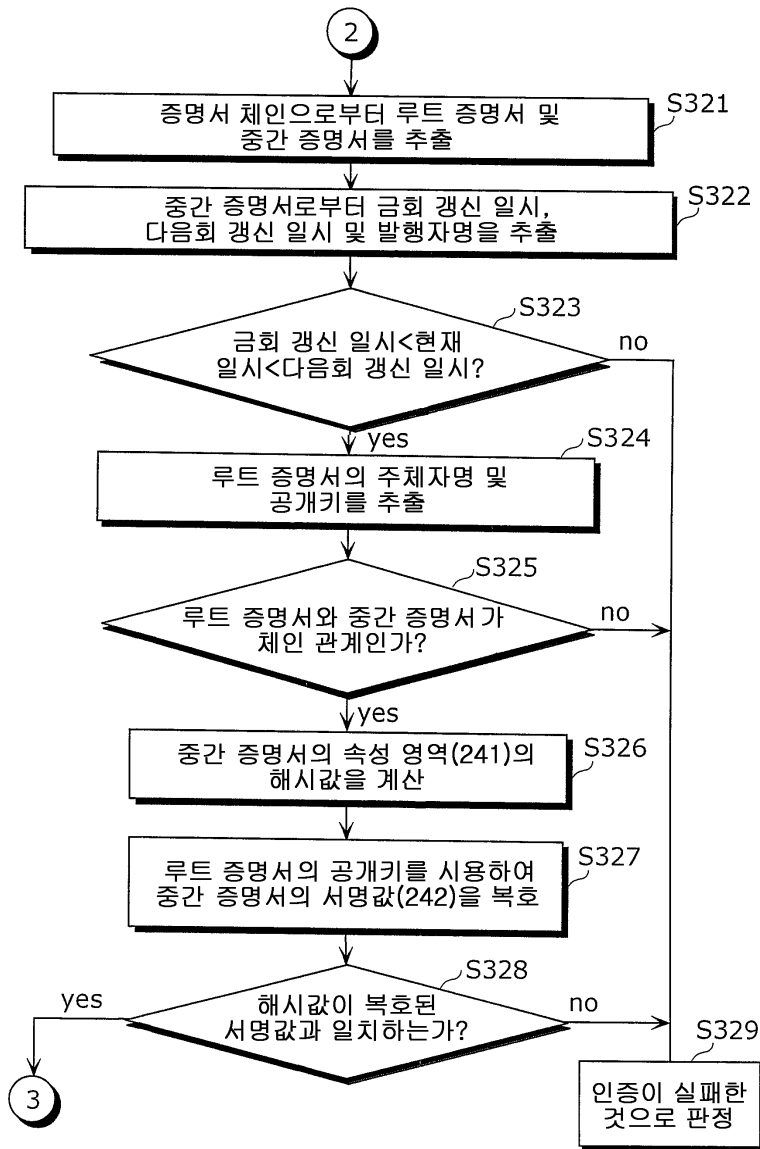 2
S321
증명서 체인으로부터 루트 증명서 및
중간 증명서를 추출
S322
중간 증명서로부터 금회 갱신 일시,
다음회 갱신 일시 및 발행자명을 추출
S323
금회 갱신 일시<현재
일시<다음회 갱신 일시?
no
yes
S324
루트 증명서의 주체자명 및
공개키를 추출
S325
루트 증명서와 중간 증명서가
체인 관계인가?
no
yes
S326
중간 증명서의 속성 영역(241)의
해시값을 계산
S327
루트 증명서의 공개키를 시용하여
중간 증명서의 서명값(242)을 복호
S328
해시값이 복호된
서명값과 일치하는가?
yes
no
3
S329
인증이 실패한
것으로 판정